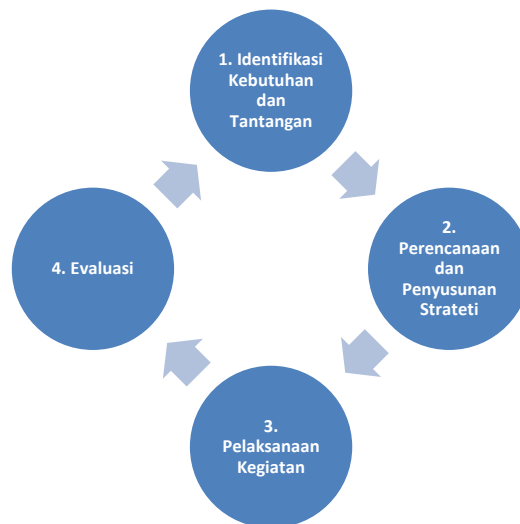 1. Identifikasi
Kebutuhan
dan
Tantangan
2.
Perencanaan
dan
Penyusunan
Strateti
3.
Pelaksanaan
Kegiatan
4. Evaluasi